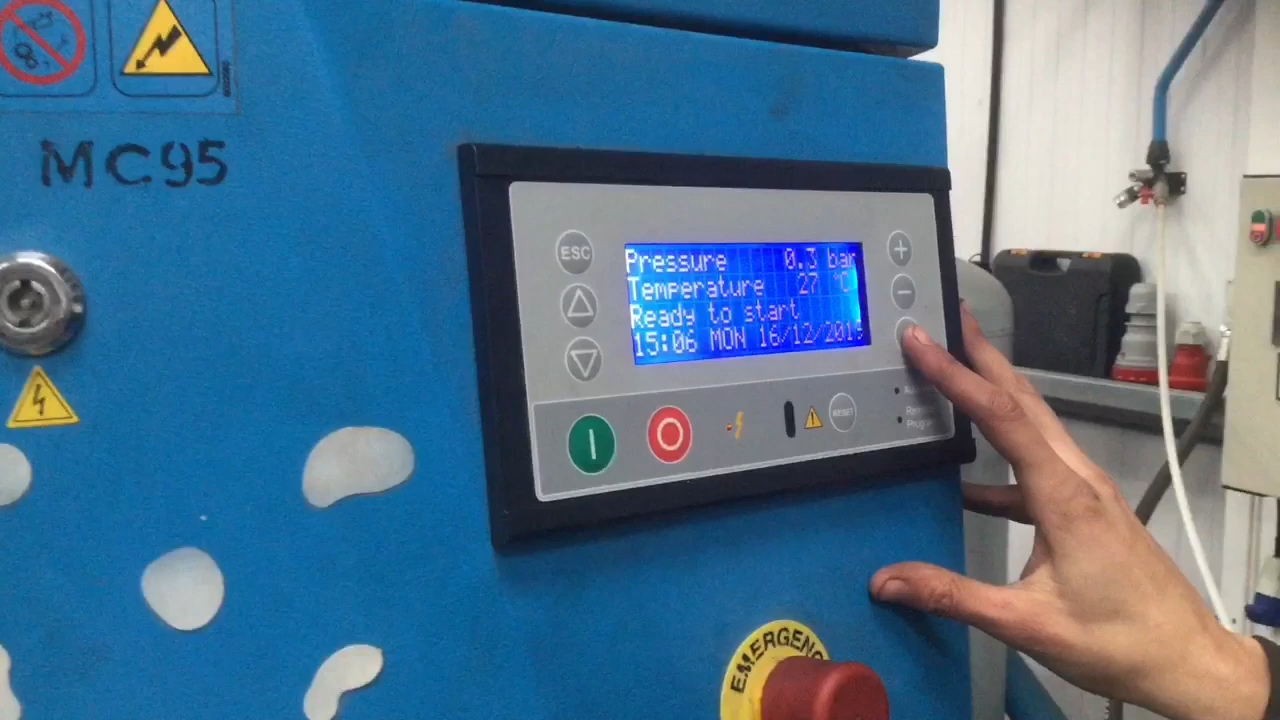 MC95
ESC
Pressure 0.3 bar
Temperature 27 °C
Ready to start
15:06 MON 16/12/2019
RESET
EMERGENC